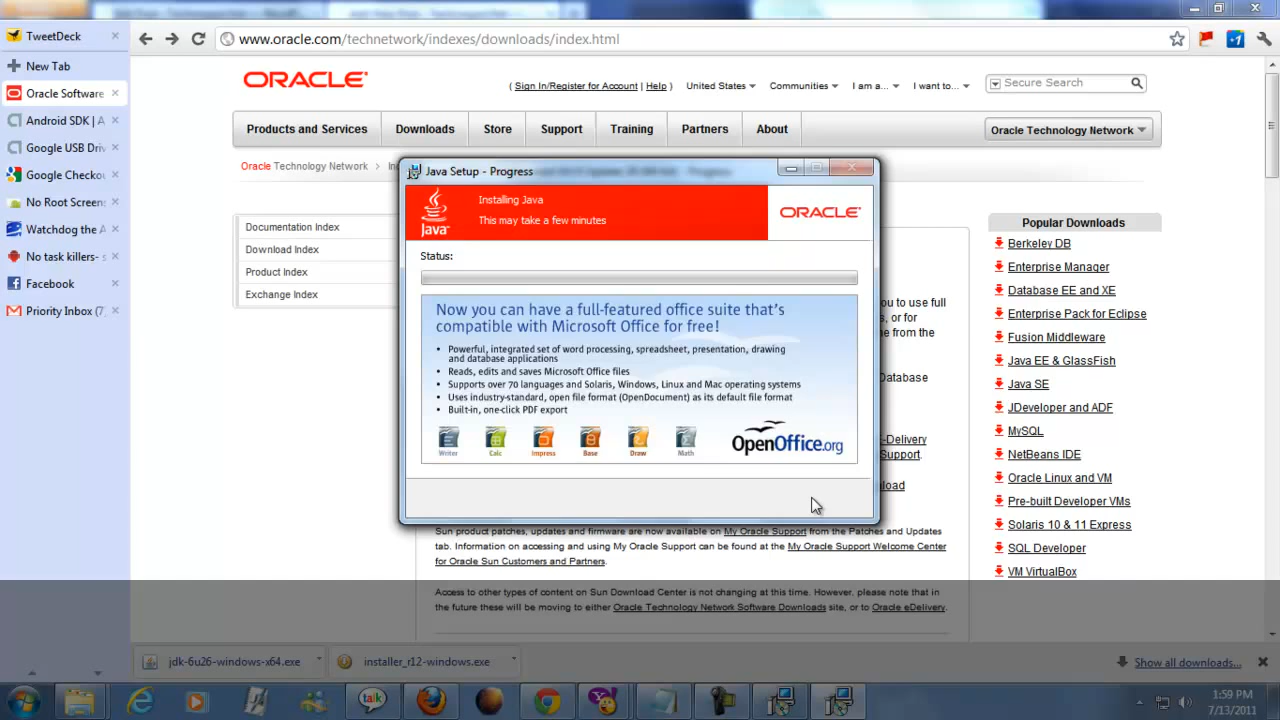 TweetDeck
www.oracle.com/technetwork/indexes/downloads/index.html
New Tab
Oracle Software
Android SDK | A
Google USB Driv
Google Checkou
No Root Screens
Watchdog the A
No task killers- s
Facebook
Priority Inbox (7
ORACLE
( Sign In/Register for Account | Help )
United States
Communities
I am a...
I want to...
Secure Search
Products and Services
Downloads
Store
Support
Training
Partners
About
Oracle Technology Network
Oracle Technology Network
Documentation Index
Download Index
Product Index
Exchange Index
Java Setup - Progress
Java
Installing Java
This may take a few minutes
ORACLE
Status:
Now you can have a full-featured office suite that's
compatible with Microsoft Office for free!
• Powerful, integrated set of word processing, spreadsheet, presentation, drawing
and database applications
• Reads, edits and saves Microsoft Office files
• Supports over 70 languages and Solaris, Windows, Linux and Mac operating systems
• Uses industry-standard, open file format (OpenDocument) as its default file format
• Built-in, one-click PDF export
Writer
Calc
Impress
Base
Draw
Math
OpenOffice.org
you to use full
s, or for
me from the
Database
-Delivery
Support.
Sun product patches, updates and firmware are now available on My Oracle Support from the Patches and Updates
tab. Information on accessing and using My Oracle Support can be found at the My Oracle Support Welcome Center
for Oracle Sun Customers and Partners.
Access to other types of content on Sun Download Center is not changing at this time. However, please note that in
the future these will be moving to either Oracle Technology Network Software Downloads site, or to Oracle eDelivery.
Popular Downloads
Berkeley DB
Enterprise Manager
Database EE and XE
Enterprise Pack for Eclipse
Fusion Middleware
Java EE & GlassFish
Java SE
JDeveloper and ADF
MySQL
NetBeans IDE
Oracle Linux and VM
Pre-built Developer VMs
Solaris 10 & 11 Express
SQL Developer
VM VirtualBox
jdk-6u26-windows-x64.exe
installer_r12-windows.exe
Show all downloads...
talk
1:59 PM
7/13/2011